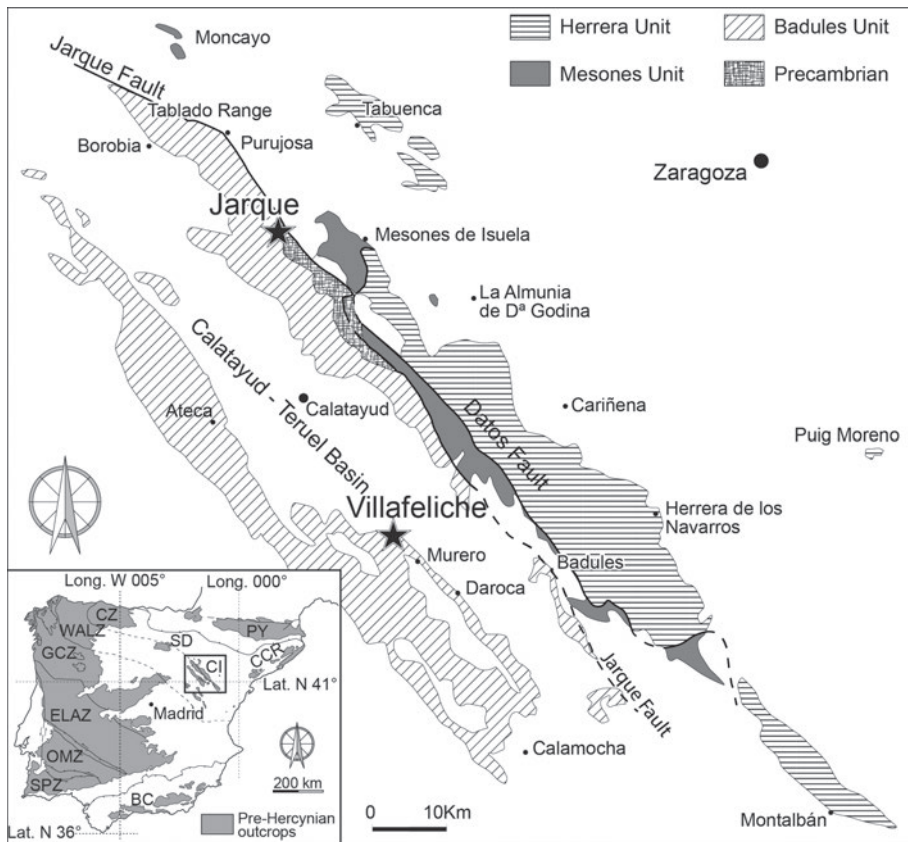 Moncayo
Herrera Unit
Badules Unit
Mesones Unit
Precambrian
Jarque Fault
Tablado Range
Tabuenca
Borobia
Purujosa
Zaragoza
Jarque
Mesones de Isuela
La Almunia
de Dª Godina
Calatayud - Teruel Basin
Calatayud
Ateca
Datos Fault
Cariñena
Puig Moreno
Villafeliche
Herrera de los
Navarros
Murero
Badules
Daroca
Jarque Fault
Calamocha
Montalbán
0 10Km
Long. W 005° Long. 000°
CZ
WALZ
GCZ
SD
PY
CCR
CI
Lat. N 41°
Madrid
ELAZ
OMZ
SPZ
BC
200 km
Pre-Hercynian
outcrops
Lat. N 36°